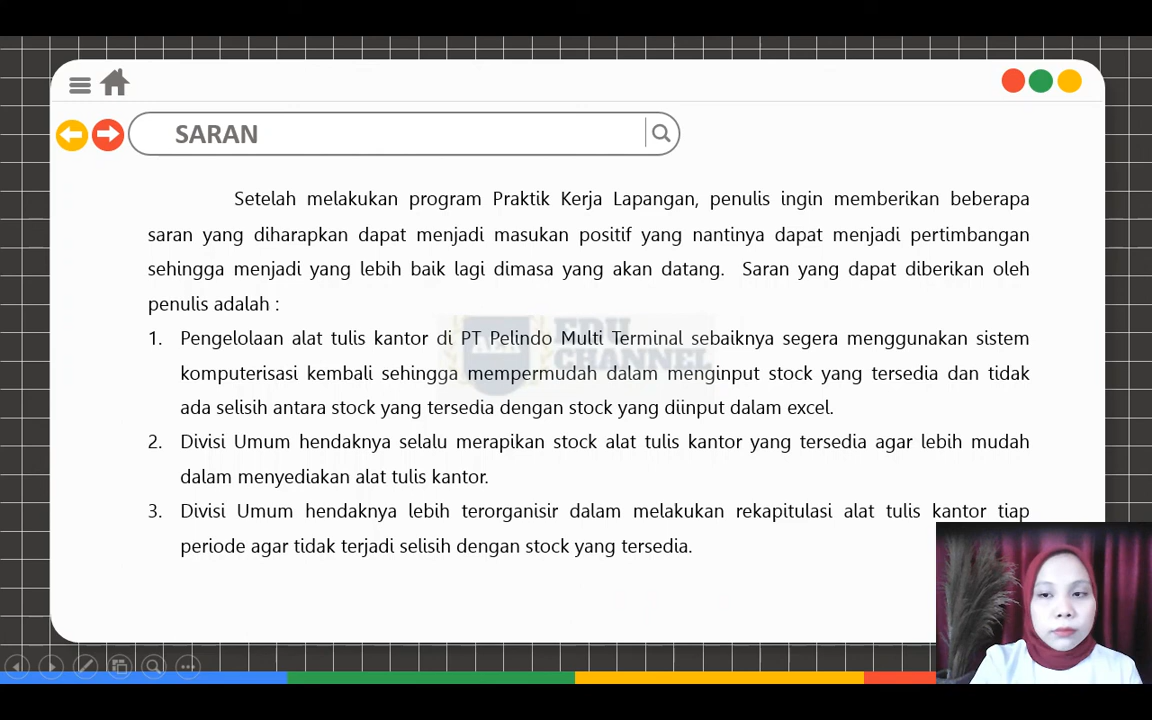 SARAN
Setelah melakukan program Praktik Kerja Lapangan, penulis ingin memberikan beberapa
saran yang diharapkan dapat menjadi masukan positif yang nantinya dapat menjadi pertimbangan
sehingga menjadi yang lebih baik lagi dimasa yang akan datang. Saran yang dapat diberikan oleh
penulis adalah :
1. Pengelolaan alat tulis kantor di PT Pelindo Multi Terminal sebaiknya segera menggunakan sistem
komputerisasi kembali sehingga mempermudah dalam menginput stock yang tersedia dan tidak
ada selisih antara stock yang tersedia dengan stock yang diinput dalam excel.
2. Divisi Umum hendaknya selalu merapikan stock alat tulis kantor yang tersedia agar lebih mudah
dalam menyediakan alat tulis kantor.
3. Divisi Umum hendaknya lebih terorganisir dalam melakukan rekapitulasi alat tulis kantor tiap
periode agar tidak terjadi selisih dengan stock yang tersedia.
EDU
CHANNEL